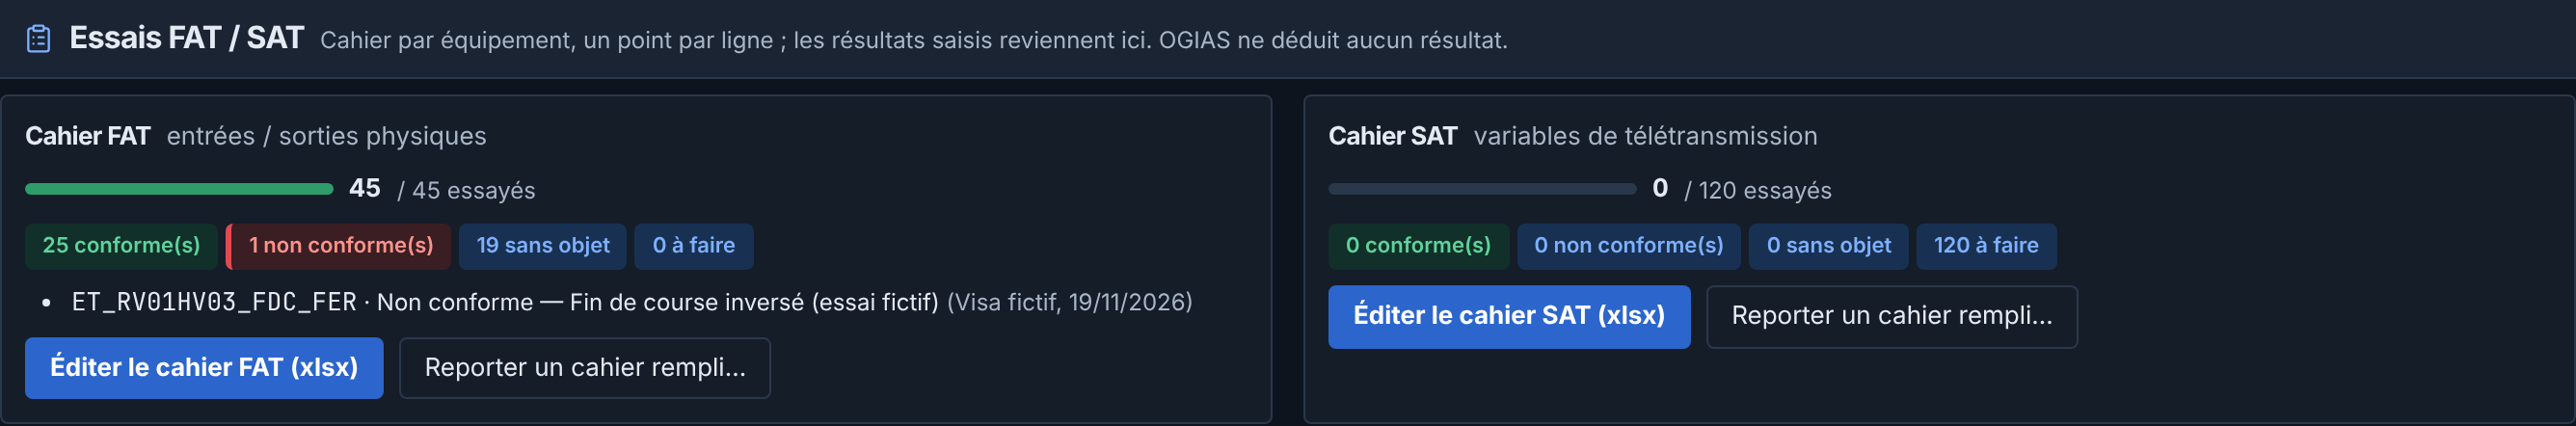 Essais FAT / SAT Cahier par équipement, un point par ligne ; les résultats saisis reviennent ici. OGIAS ne déduit aucun résultat.
Cahier FAT entrées / sorties physiques
45 / 45 essayés
25 conforme(s) 1 non conforme(s) 19 sans objet 0 à faire
• ET_RV01HV03_FDC_FER · Non conforme — Fin de course inversé (essai fictif) (Visa fictif, 19/11/2026)
Éditer le cahier FAT (xlsx) Reporter un cahier rempli...
Cahier SAT variables de télétransmission
0 / 120 essayés
0 conforme(s) 0 non conforme(s) 0 sans objet 120 à faire
Éditer le cahier SAT (xlsx) Reporter un cahier rempli...